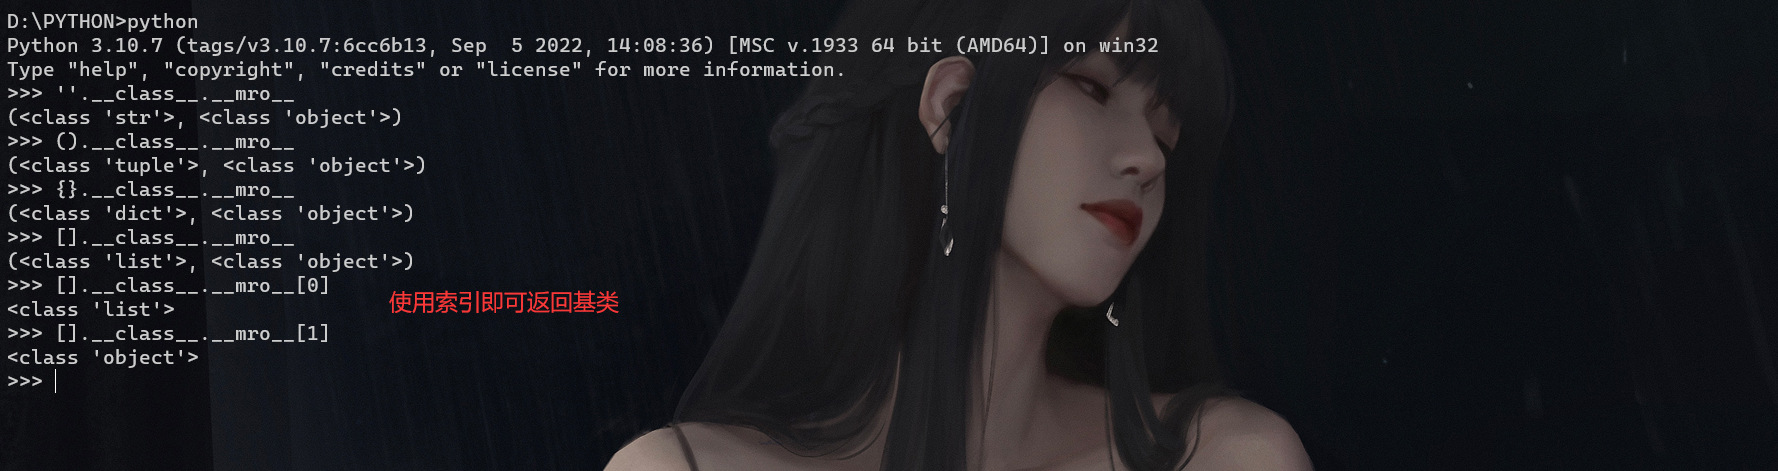 D:\PYTHON>python
Python 3.10.7 (tags/v3.10.7:6cc6b13, Sep  5 2022, 14:08:36) [MSC v.1933 64 bit (AMD64)] on win32
Type "help", "copyright", "credits" or "license" for more information.
>>> ''.__class__.__mro__
(<class 'str'>, <class 'object'>)
>>> ().__class__.__mro__
(<class 'tuple'>, <class 'object'>)
>>> {}.__class__.__mro__
(<class 'dict'>, <class 'object'>)
>>> [].__class__.__mro__
(<class 'list'>, <class 'object'>)
>>> [].__class__.__mro__[0]
使用索引即可返回基类
<class 'list'>
>>> [].__class__.__mro__[1]
<class 'object'>
>>>